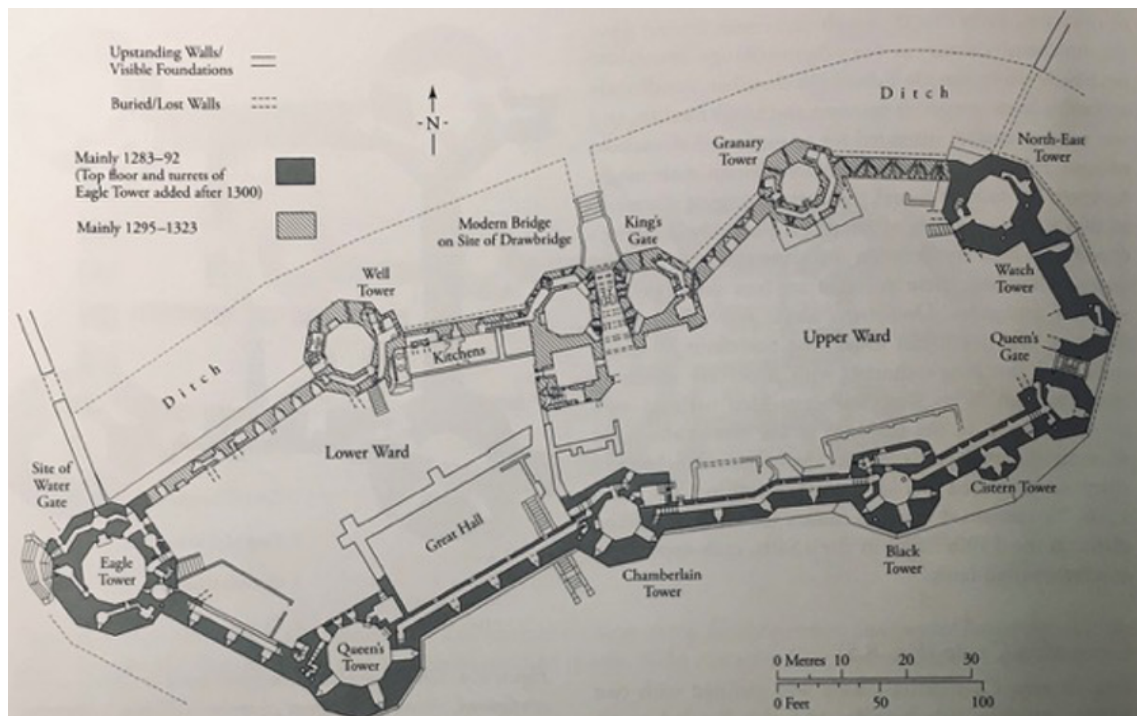 Upstanding Walls/
Visible Foundations
Buried/Lost Walls
Mainly 1283–92
(Top floor and turrets of
Eagle Tower added after 1300)
Mainly 1295–1323
-N-
Ditch
Granary
Tower
North-East
Tower
Modern Bridge
on Site of Drawbridge
King's
Gate
Well
Tower
Watch
Tower
Kitchens
Upper Ward
Queen's
Gate
Ditch
Lower Ward
Site of
Water
Gate
Cistern Tower
Great Hall
Black
Tower
Eagle
Tower
Chamberlain
Tower
Queen's
Tower
0 Metres 10 20 30
0 Feet 50 100